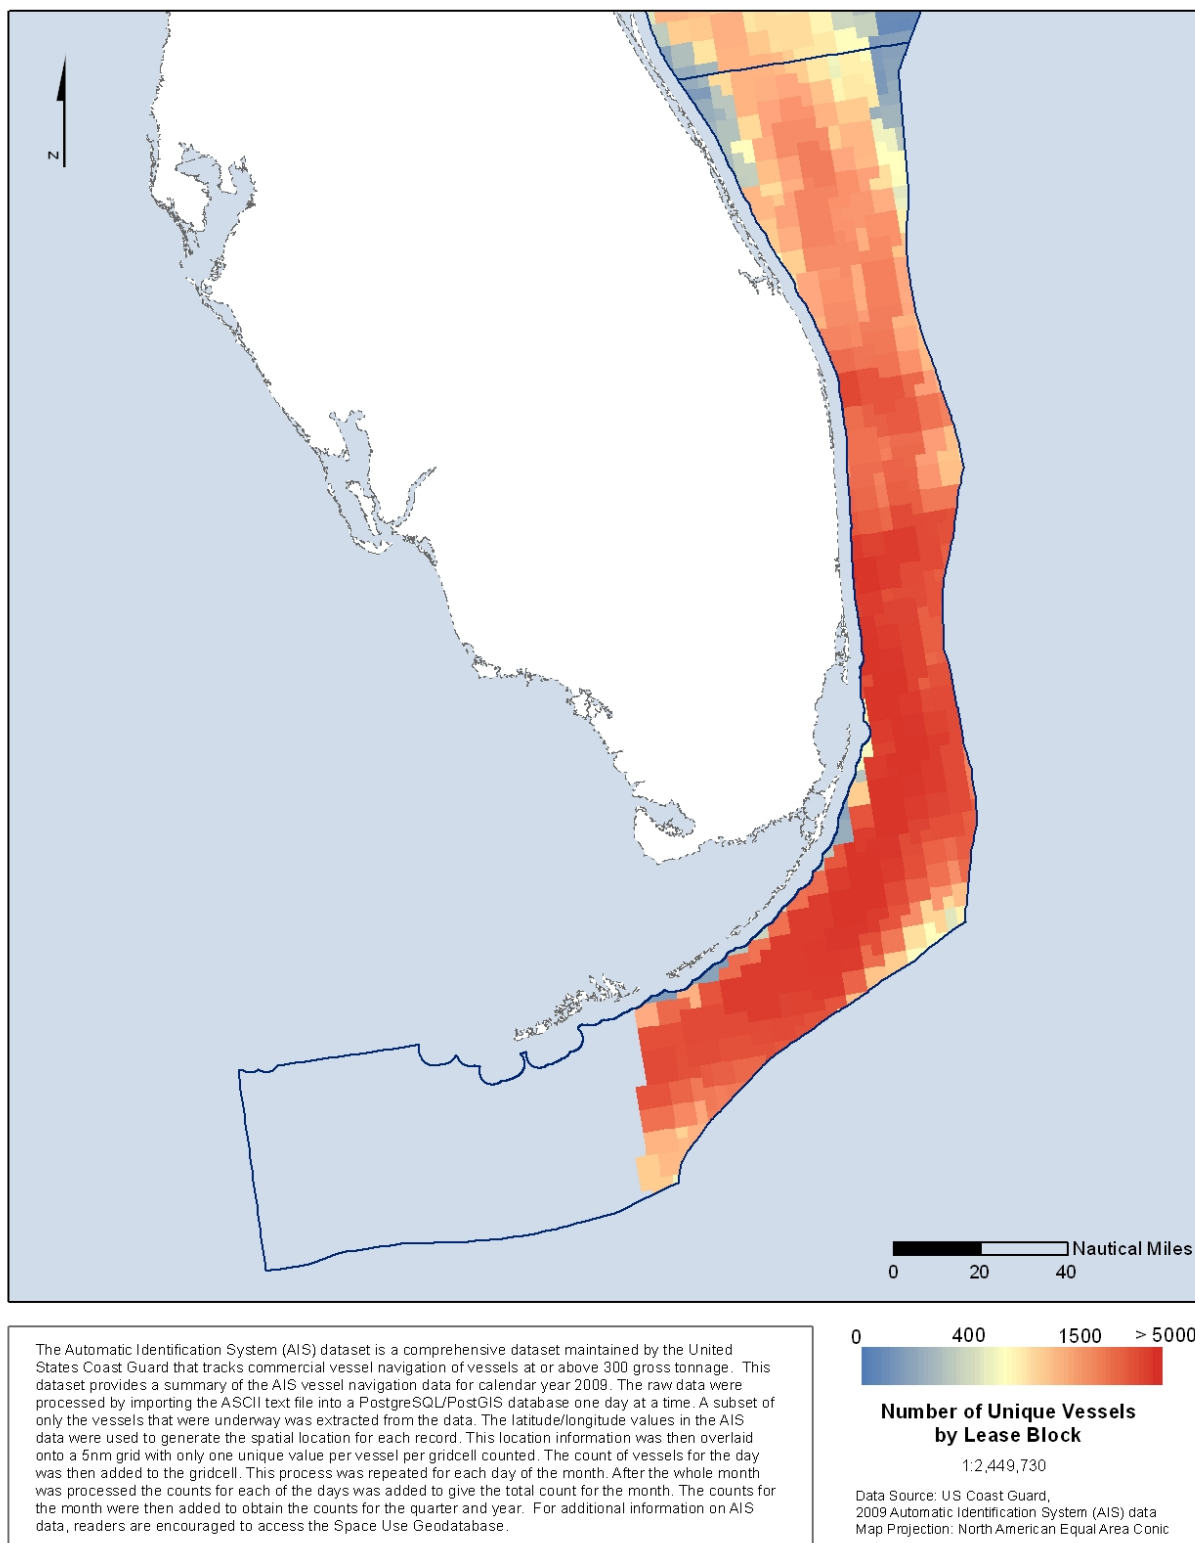 N
Nautical Miles
0 20 40
The Automatic Identification System (AIS) dataset is a comprehensive dataset maintained by the United
States Coast Guard that tracks commercial vessel navigation of vessels at or above 300 gross tonnage. This
dataset provides a summary of the AIS vessel navigation data for calendar year 2009. The raw data were
processed by importing the ASCII text file into a PostgreSQL/PostGIS database one day at a time. A subset of
only the vessels that were underway was extracted from the data. The latitude/longitude values in the AIS
data were used to generate the spatial location for each record. This location information was then overlaid
onto a 5nm grid with only one unique value per vessel per gridcell counted. The count of vessels for the day
was then added to the gridcell. This process was repeated for each day of the month. After the whole month
was processed the counts for each of the days was added to give the total count for the month. The counts for
the month were then added to obtain the counts for the quarter and year. For additional information on AIS
data, readers are encouraged to access the Space Use Geodatabase.
0 400 1500 > 5000
Number of Unique Vessels
by Lease Block
1:2,449,730
Data Source: US Coast Guard,
2009 Automatic Identification System (AIS) data
Map Projection: North American Equal Area Conic